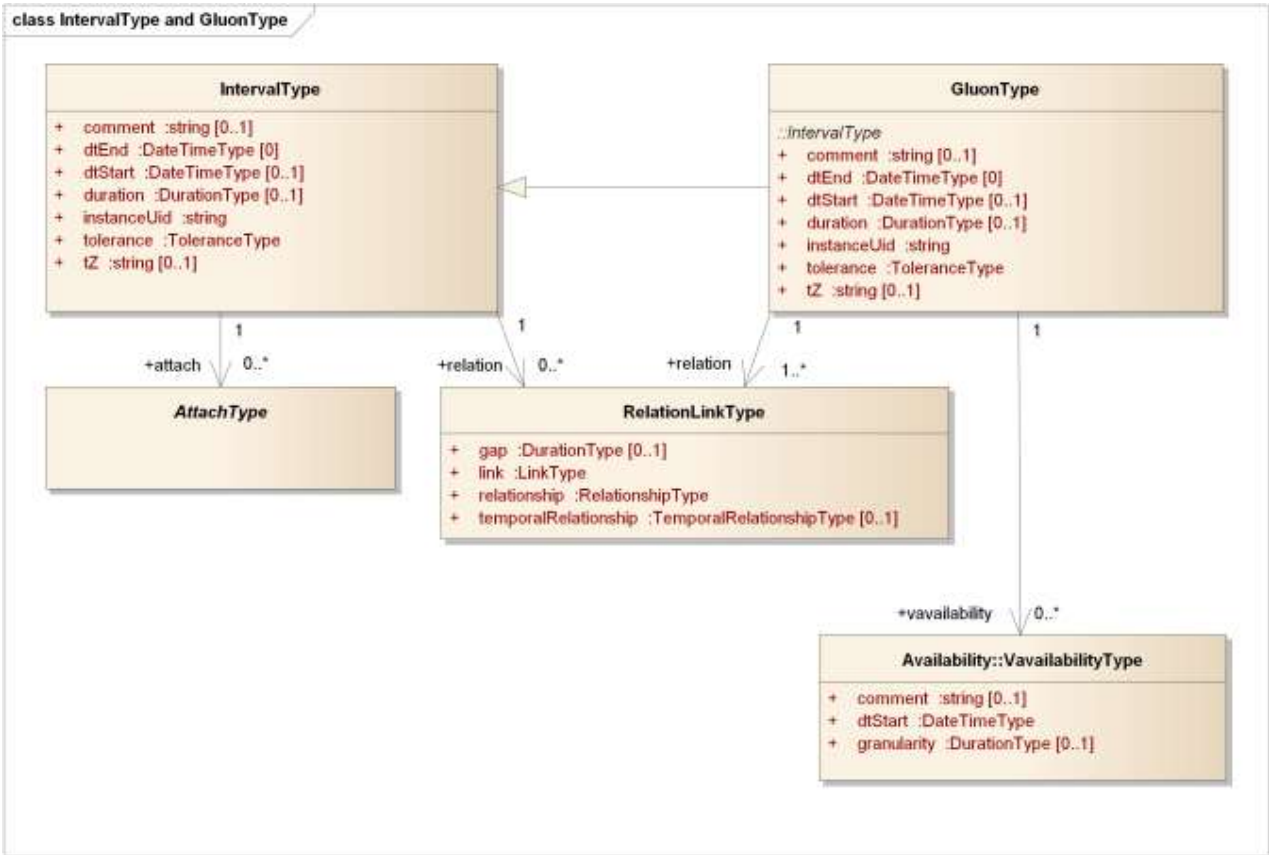 class IntervalType and GluonType
IntervalType
+ comment :string [0..1]
+ dtEnd :DateTimeType [0]
+ dtStart :DateTimeType [0..1]
+ duration :DurationType [0..1]
+ instanceUid :string
+ tolerance :ToleranceType
+ tZ :string [0..1]
GluonType
::IntervalType
+ comment :string [0..1]
+ dtEnd :DateTimeType [0]
+ dtStart :DateTimeType [0..1]
+ duration :DurationType [0..1]
+ instanceUid :string
+ tolerance :ToleranceType
+ tZ :string [0..1]
1
+attach 0..*
1
+relation 0..*
1
+relation 1..*
1
AttachType
RelationLinkType
+ gap :DurationType [0..1]
+ link :LinkType
+ relationship :RelationshipType
+ temporalRelationship :TemporalRelationshipType [0..1]
+vavailability 0..*
Availability::VavailabilityType
+ comment :string [0..1]
+ dtStart :DateTimeType
+ granularity :DurationType [0..1]